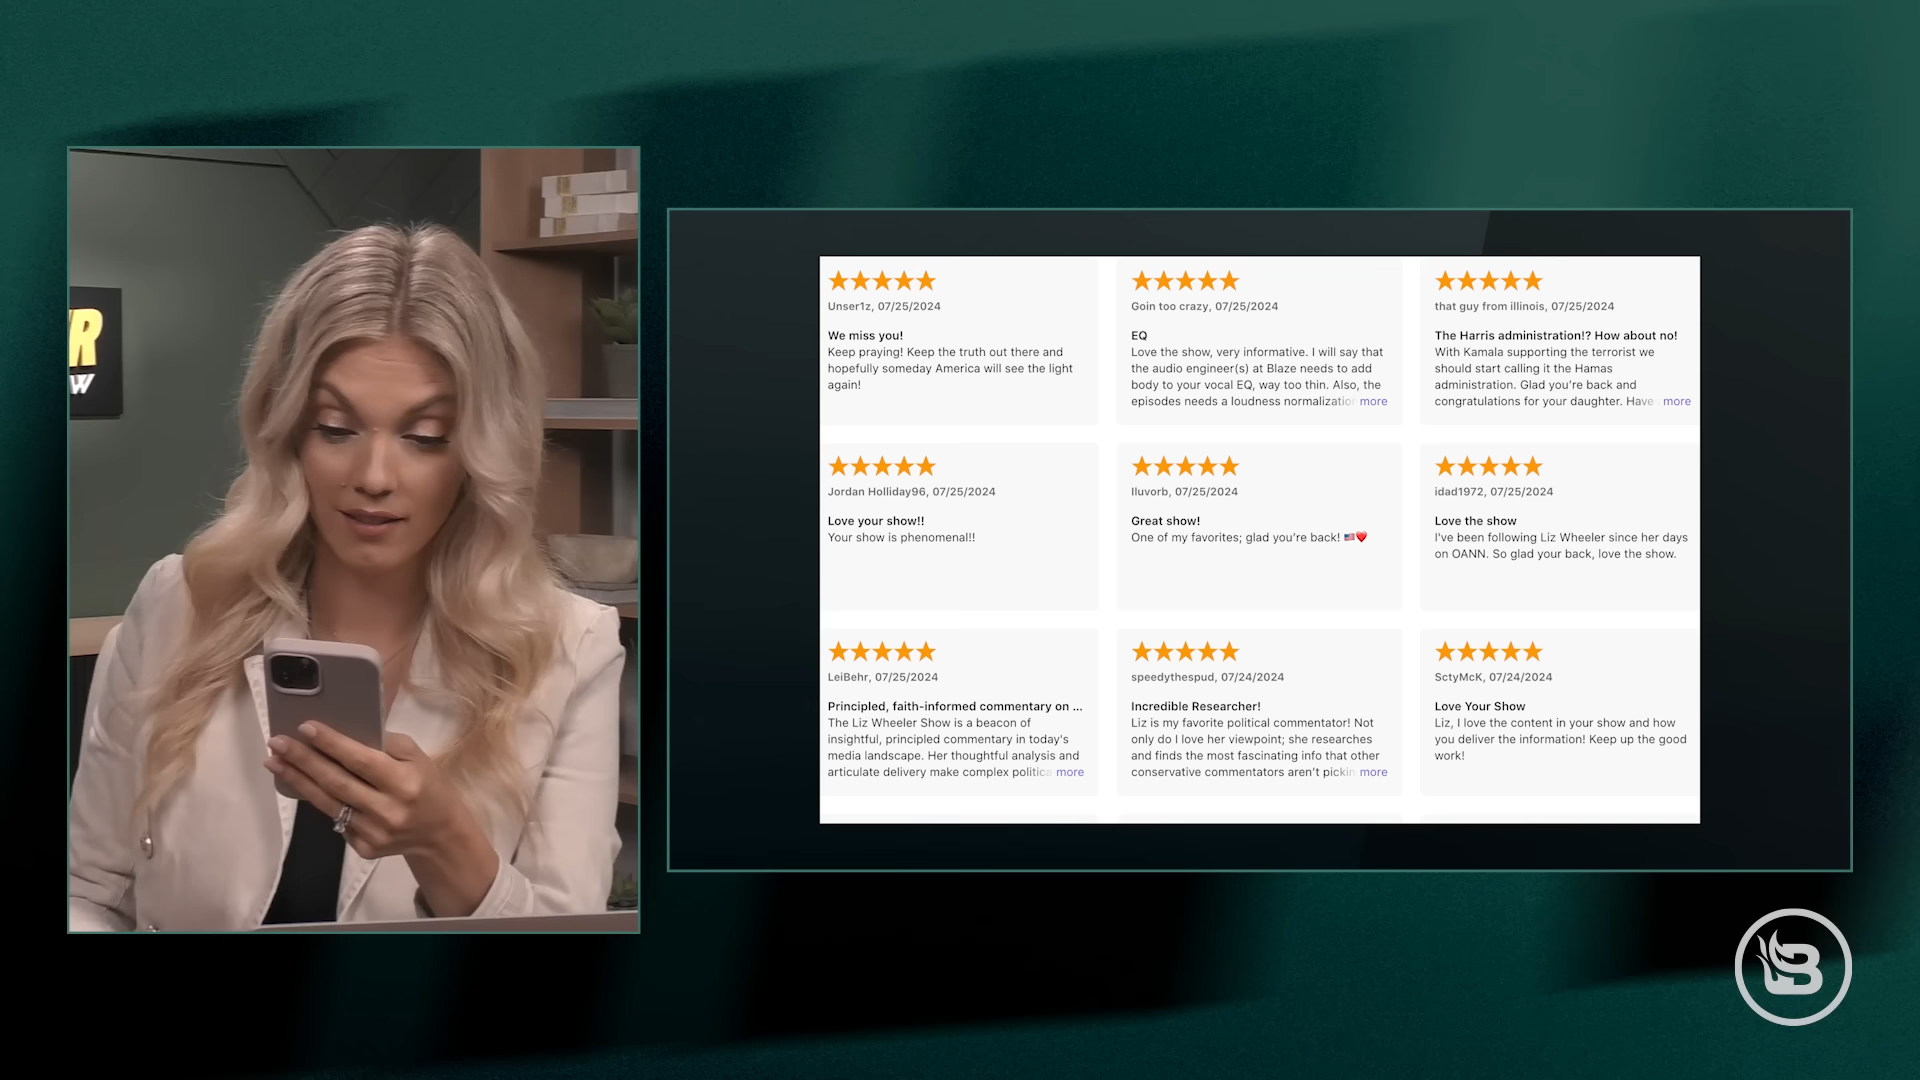 R
W
Unser1z, 07/25/2024
We miss you!
Keep praying! Keep the truth out there and
hopefully someday America will see the light
again!
Goin too crazy, 07/25/2024
EQ
Love the show, very informative. I will say that
the audio engineer(s) at Blaze needs to add
body to your vocal EQ, way too thin. Also, the
episodes needs a loudness normalizatio more
that guy from illinois, 07/25/2024
The Harris administration!? How about no!
With Kamala supporting the terrorist we
should start calling it the Hamas
administration. Glad you're back and
congratulations for your daughter. Have more
Jordan Holliday96, 07/25/2024
Love your show!!
Your show is phenomenal!!
Iluvorb, 07/25/2024
Great show!
One of my favorites; glad you're back! 🇺🇸❤️
idad1972, 07/25/2024
Love the show
I've been following Liz Wheeler since her days
on OANN. So glad your back, love the show.
LeiBehr, 07/25/2024
Principled, faith-informed commentary on ...
The Liz Wheeler Show is a beacon of
insightful, principled commentary in today's
media landscape. Her thoughtful analysis and
articulate delivery make complex politica more
speedythespud, 07/24/2024
Incredible Researcher!
Liz is my favorite political commentator! Not
only do I love her viewpoint; she researches
and finds the most fascinating info that other
conservative commentators aren't pickin more
SctyMcK, 07/24/2024
Love Your Show
Liz, I love the content in your show and how
you deliver the information! Keep up the good
work!
B